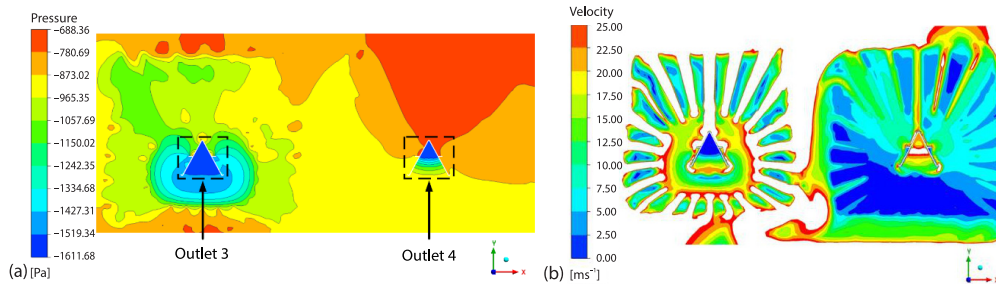 Pressure
−688.36
−780.69
−873.02
−965.35
−1057.69
−1150.02
−1242.35
−1334.68
−1427.31
−1519.34
−1611.68
(a) [Pa]
Outlet 3
Outlet 4
Y
X
Velocity
25.00
22.50
20.00
17.50
15.00
12.50
10.00
7.50
5.00
2.50
0.00
(b) [ms⁻¹]
Y